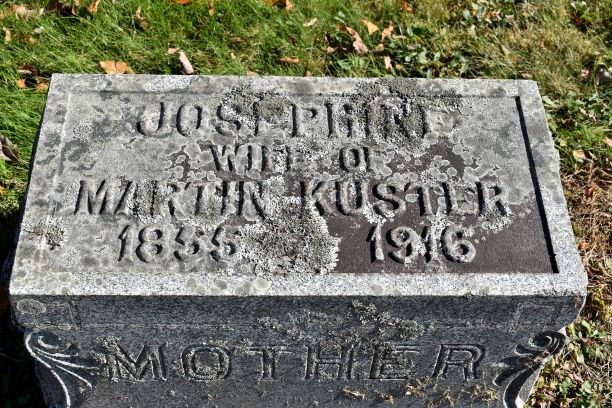 JOSEPHINE
WIFE OF
MARTIN KUSTER
1855 1916
MOTHER